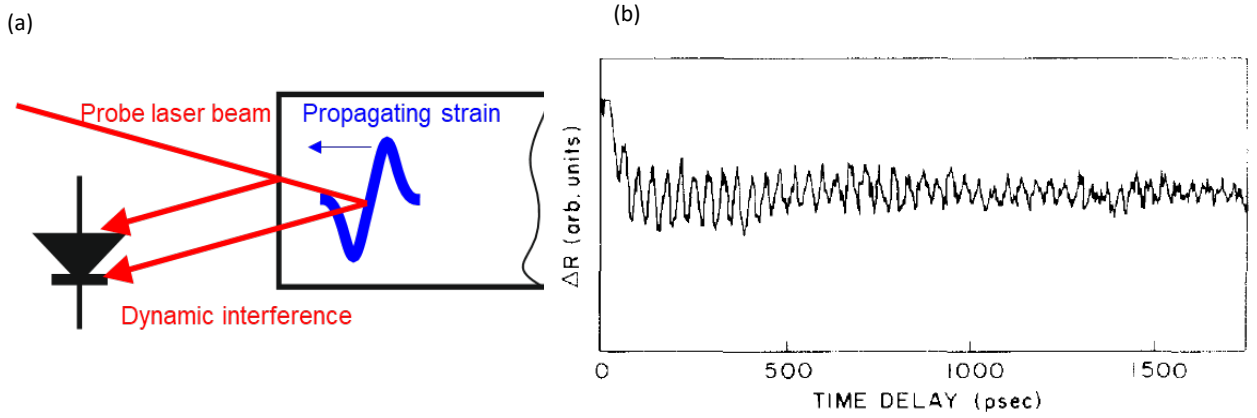 (a)
Probe laser beam
Propagating strain
Dynamic interference
(b)
ΔR (arb. units)
0 500 1000 1500
TIME DELAY (psec)